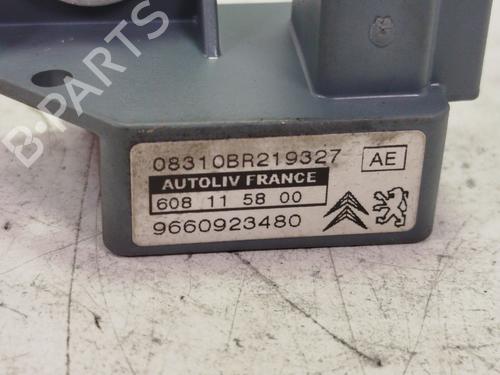 B-PARTS
08310BR219327
AE
AUTOLIV FRANCE
608 11 58 00
9660923480